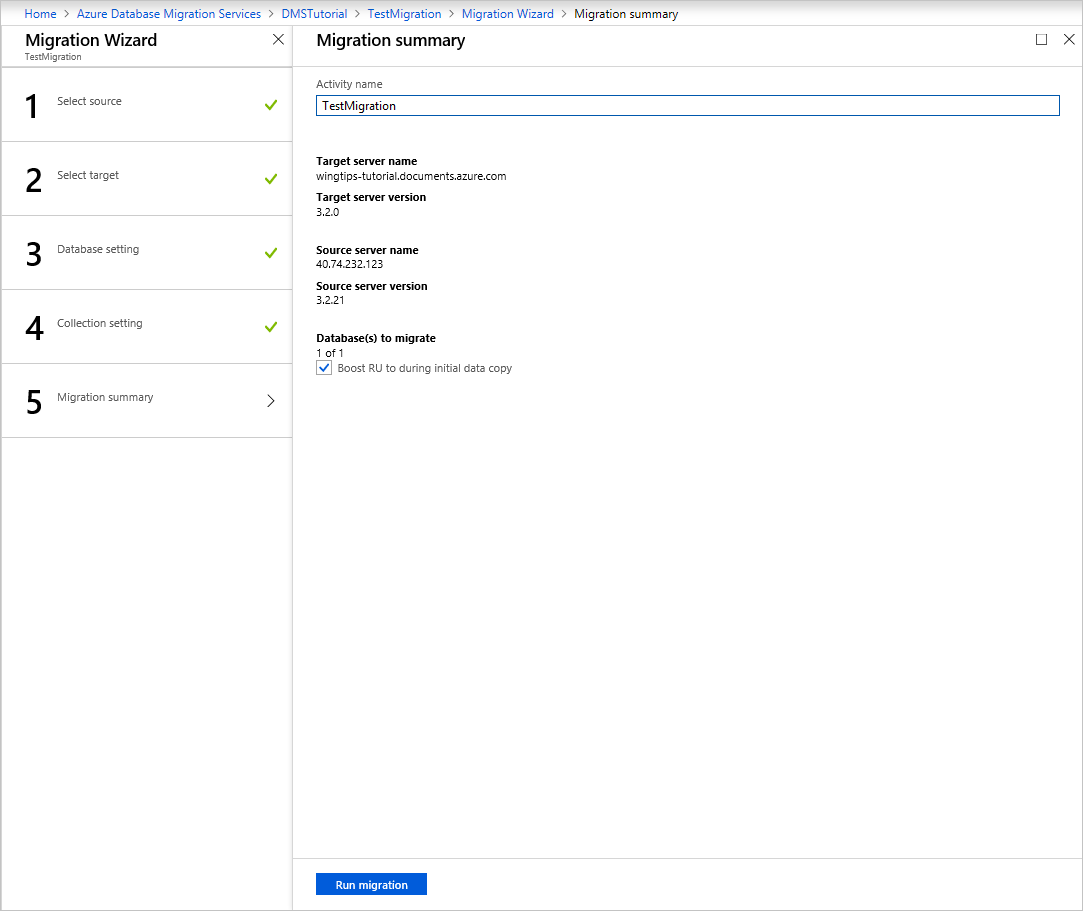 Home > Azure Database Migration Services > DMSTutorial > TestMigration > Migration Wizard > Migration summary
Migration Wizard
TestMigration
1 Select source
2 Select target
3 Database setting
4 Collection setting
5 Migration summary
Migration summary
Activity name
TestMigration
Target server name
wingtips-tutorial.documents.azure.com
Target server version
3.2.0
Source server name
40.74.232.123
Source server version
3.2.21
Database(s) to migrate
1 of 1
Boost RU to during initial data copy
Run migration